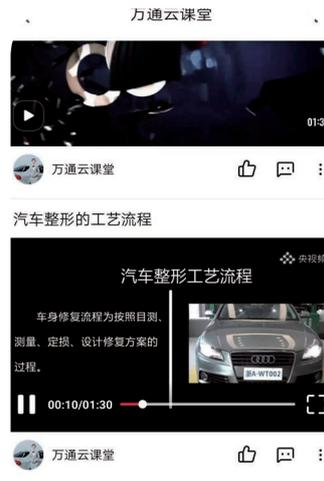 万通云课堂
01:3
万通云课堂
汽车整形的工艺流程
央视频
汽车整形工艺流程
车身修复流程为按照目测、
测量、定损、设计修复方案的
过程。
浙A·WT002
00:10/01:30
万通云课堂